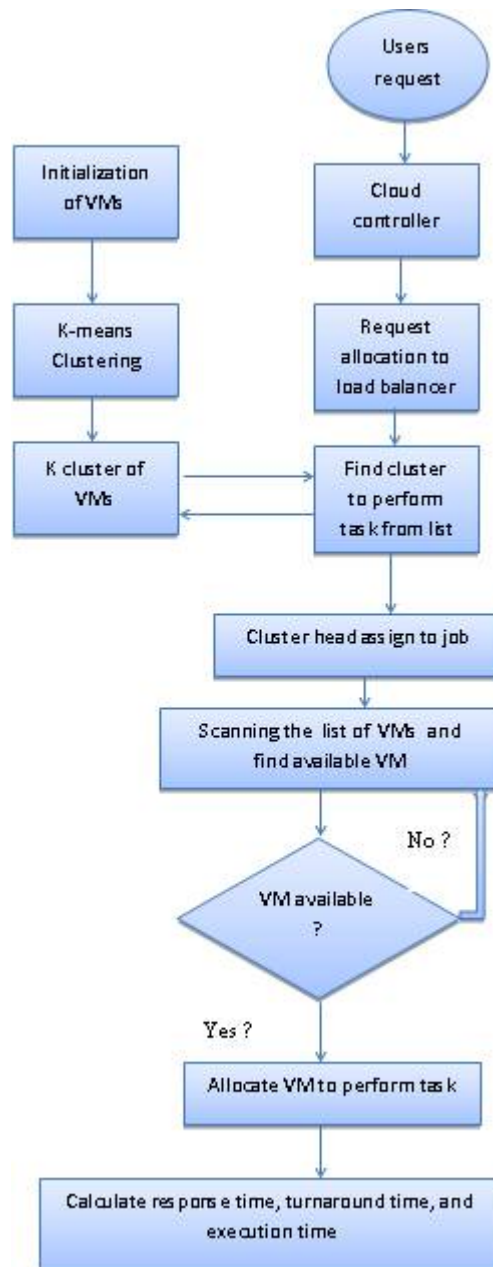 Users
request
Initialization
of VMs
Cloud
controller
K-means
Clustering
Request
allocation to
load balancer
K cluster of
VMs
Find cluster
to perform
task from list
Cluster head assign to job
Scanning the list of VMs and
find available VM
No ?
VM available
?
Yes ?
Allocate VM to perform task
Calculate response time, turnaround time, and
execution time